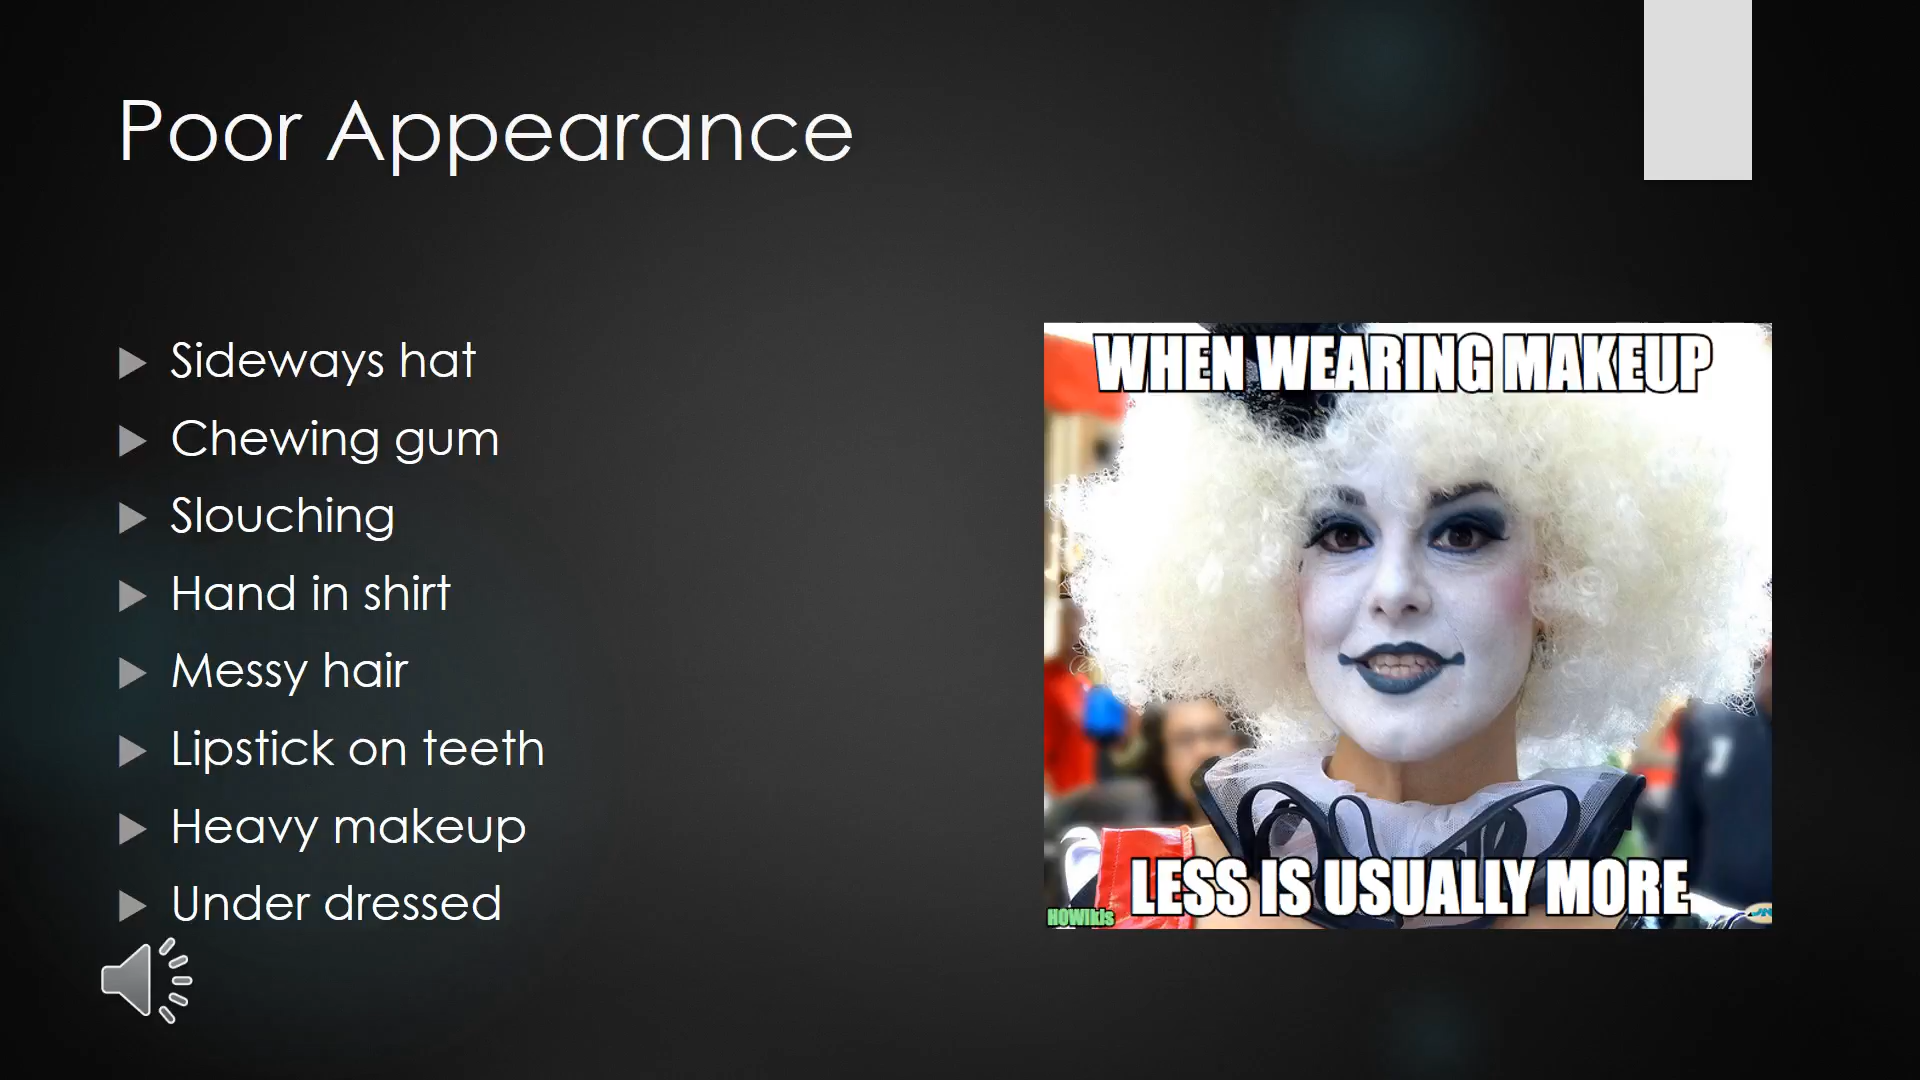 Poor Appearance
Sideways hat
Chewing gum
Slouching
Hand in shirt
Messy hair
Lipstick on teeth
Heavy makeup
Under dressed
WHEN WEARING MAKEUP
LESS IS USUALLY MORE
HOWikis